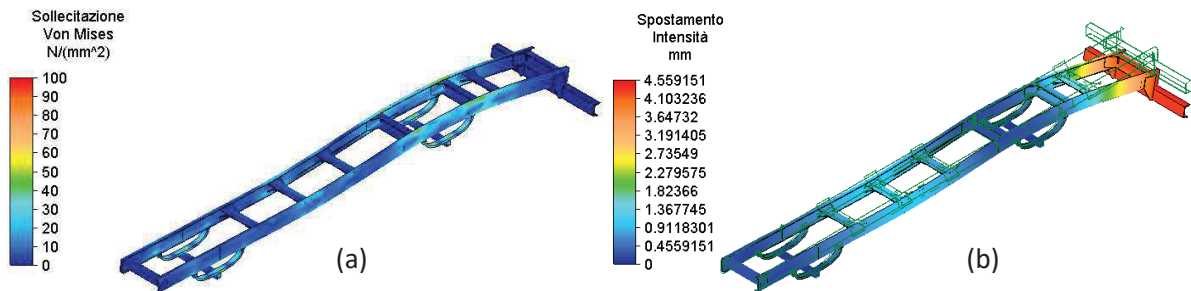 Sollecitazione
Von Mises
N/(mm^2)
100
90
80
70
60
50
40
30
20
10
0
(a)
Spostamento
Intensità
mm
4.559151
4.103236
3.64732
3.191405
2.73549
2.279575
1.82366
1.367745
0.9118301
0.4559151
0
(b)